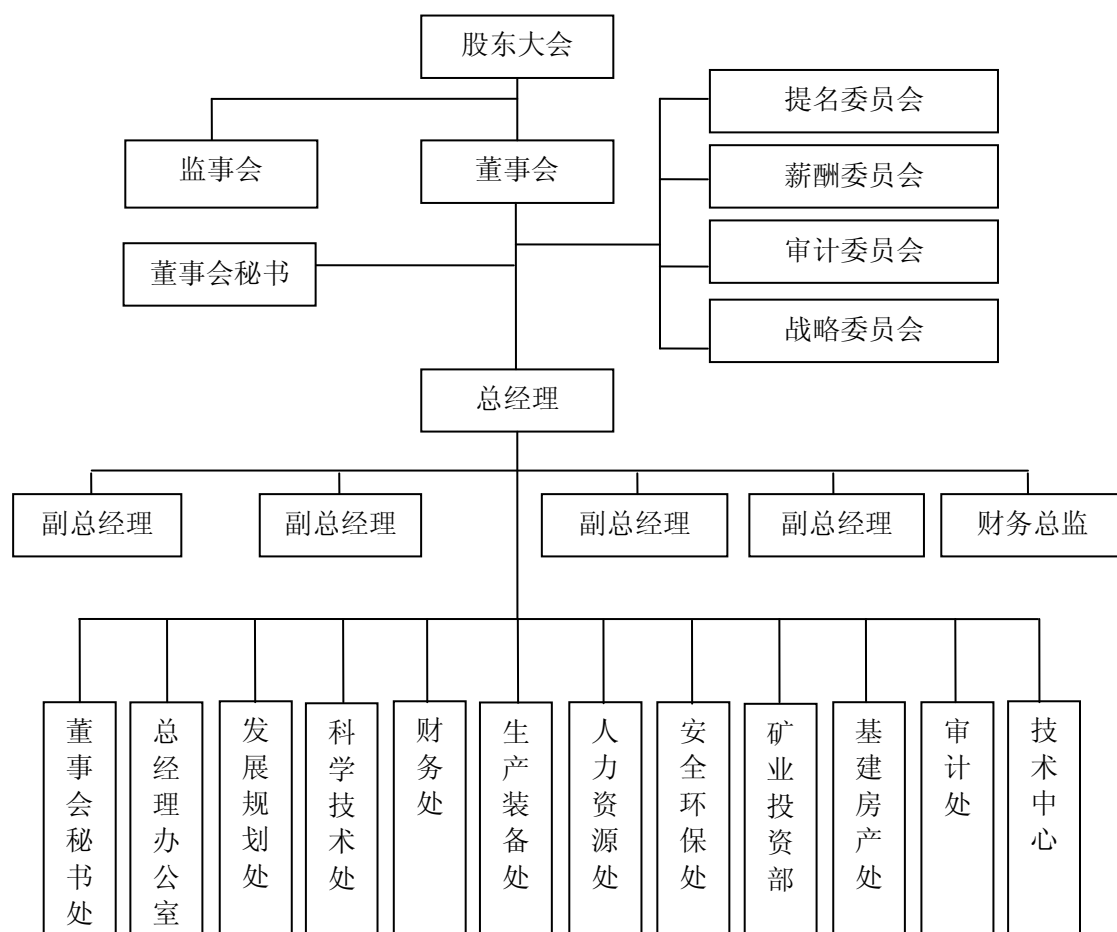 股东大会
提名委员会
监事会
董事会
薪酬委员会
董事会秘书
审计委员会
战略委员会
总经理
副总经理
副总经理
副总经理
副总经理
财务总监
董事会秘书处
总经理办公室
发展规划处
科学技术处
财务处
生产装备处
人力资源处
安全环保处
矿业投资部
基建房产处
审计处
技术中心